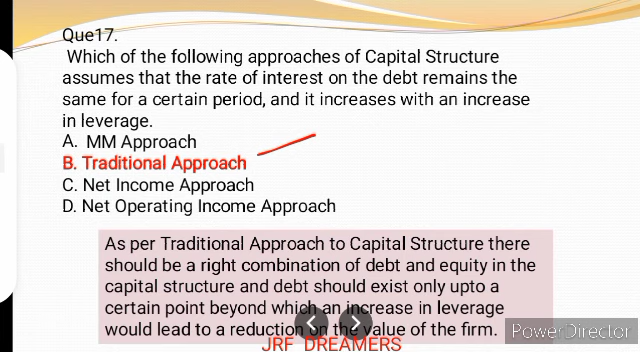 Que17.
Which of the following approaches of Capital Structure
assumes that the rate of interest on the debt remains the
same for a certain period, and it increases with an increase
in leverage.
A. MM Approach
B. Traditional Approach
C. Net Income Approach
D. Net Operating Income Approach
As per Traditional Approach to Capital Structure there
should be a right combination of debt and equity in the
capital structure and debt should exist only upto a
certain point beyond which an increase in leverage
would lead to a reduction on the value of the firm.
PowerDirector
JRF DREAMERS